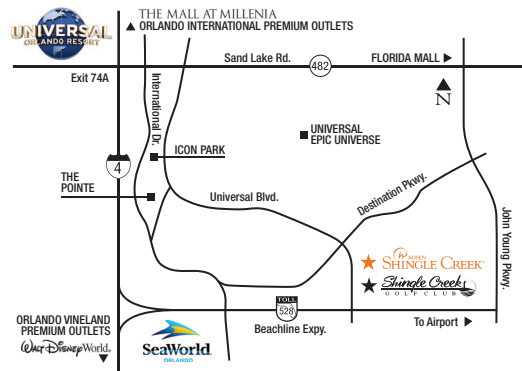 UNIVERSAL
ORLANDO RESORT
THE MALL AT MILLENIA
ORLANDO INTERNATIONAL PREMIUM OUTLETS
Sand Lake Rd.
482
FLORIDA MALL
Exit 74A
N
International Dr.
UNIVERSAL
EPIC UNIVERSE
ICON PARK
4
THE
POINTE
Universal Blvd.
Destination Pkwy.
John Young Pkwy.
ROSEN
SHINGLE CREEK
Shingle Creek
GOLF CLUB
TOLL
528
ORLANDO VINELAND
PREMIUM OUTLETS
Walt Disney World
SeaWorld
ORLANDO
Beachline Expy.
To Airport